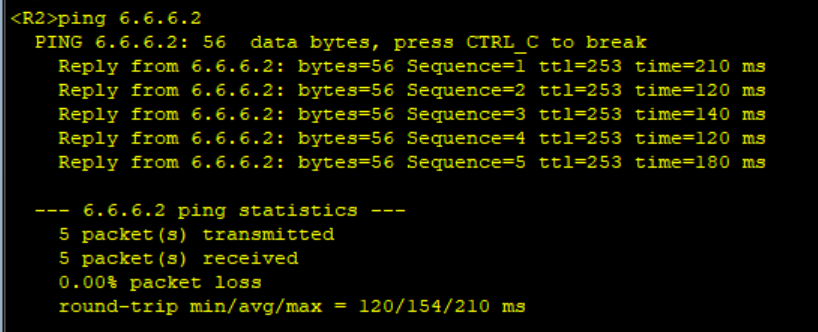 <R2>ping 6.6.6.2
PING 6.6.6.2: 56  data bytes, press CTRL_C to break
Reply from 6.6.6.2: bytes=56 Sequence=1 ttl=253 time=210 ms
Reply from 6.6.6.2: bytes=56 Sequence=2 ttl=253 time=120 ms
Reply from 6.6.6.2: bytes=56 Sequence=3 ttl=253 time=140 ms
Reply from 6.6.6.2: bytes=56 Sequence=4 ttl=253 time=120 ms
Reply from 6.6.6.2: bytes=56 Sequence=5 ttl=253 time=180 ms
--- 6.6.6.2 ping statistics ---
5 packet(s) transmitted
5 packet(s) received
0.00% packet loss
round-trip min/avg/max = 120/154/210 ms